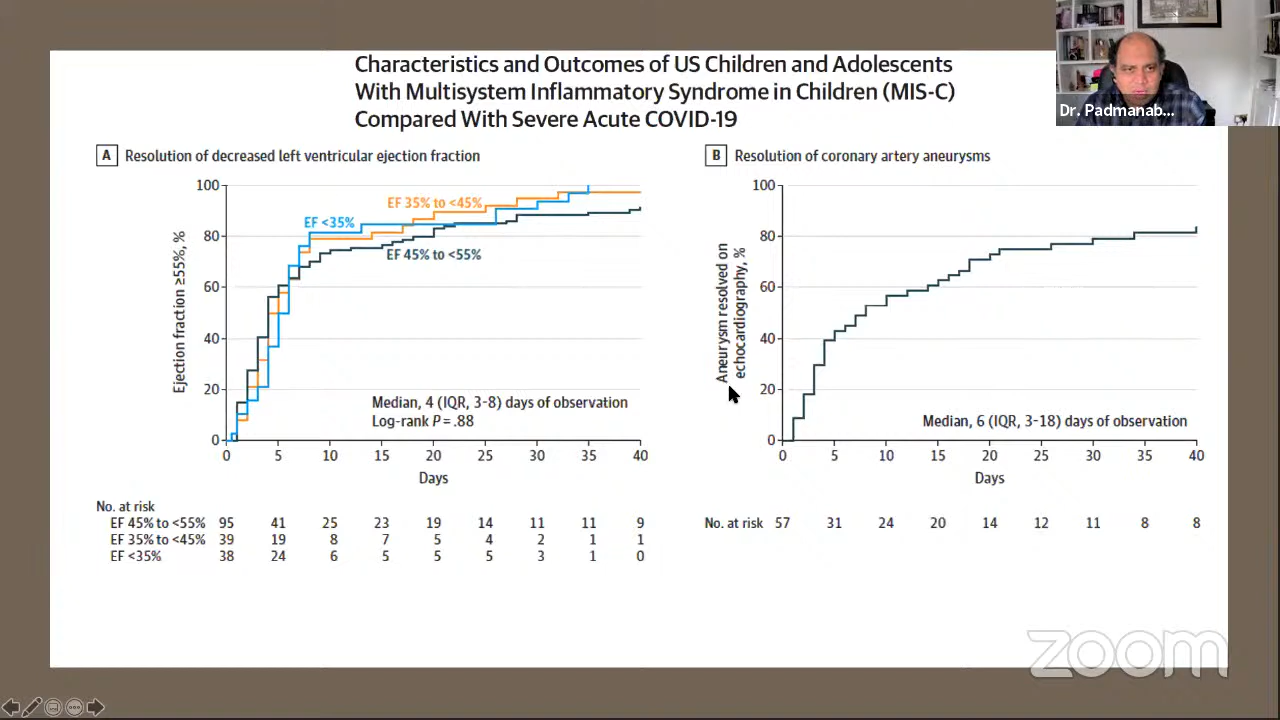 Characteristics and Outcomes of US Children and Adolescents
With Multisystem Inflammatory Syndrome in Children (MIS-C)
Compared With Severe Acute COVID-19
Dr. Padmanab...
A Resolution of decreased left ventricular ejection fraction
Ejection fraction ≥55%, %
100
80
60
40
20
0
EF <35%
EF 35% to <45%
EF 45% to <55%
Median, 4 (IQR, 3-8) days of observation
Log-rank P = .88
0 5 10 15 20 25 30 35 40
Days
No. at risk
EF 45% to <55% 95 41 25 23 19 14 11 11 9
EF 35% to <45% 39 19 8 7 5 4 2 1 1
EF <35% 38 24 6 5 5 5 3 1 0
B Resolution of coronary artery aneurysms
Aneurysm resolved on
echocardiography, %
100
80
60
40
20
0
Median, 6 (IQR, 3-18) days of observation
0 5 10 15 20 25 30 35 40
Days
No. at risk 57 31 24 20 14 12 11 8 8
zoom